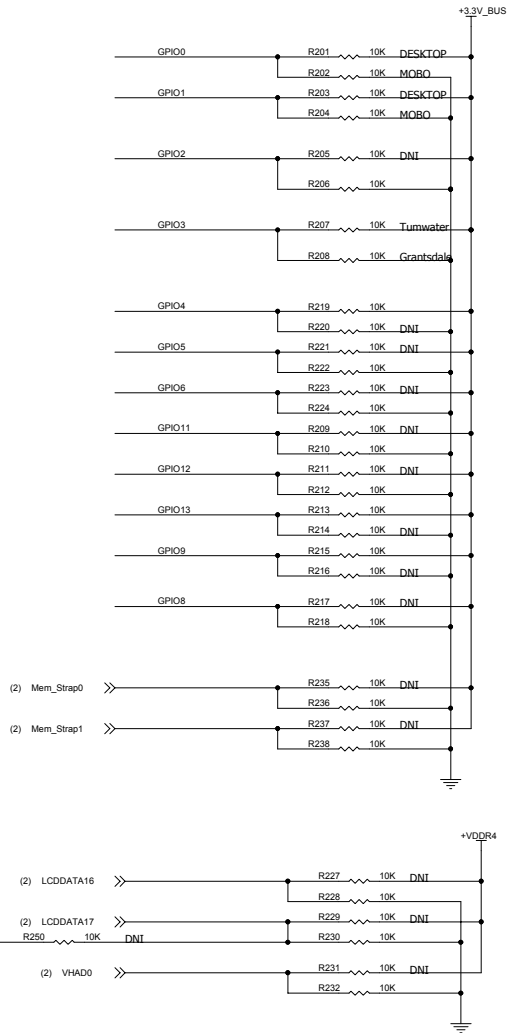 +3.3V_BUS
GPIO0 R201 10K DESKTOP
R202 10K MOBO
GPIO1 R203 10K DESKTOP
R204 10K MOBO
GPIO2 R205 10K DNI
R206 10K
GPIO3 R207 10K Tumwater
R208 10K Grantsdale
GPIO4 R219 10K
R220 10K DNI
GPIO5 R221 10K DNI
R222 10K
GPIO6 R223 10K DNI
R224 10K
GPIO11 R209 10K DNI
R210 10K
GPIO12 R211 10K DNI
R212 10K
GPIO13 R213 10K
R214 10K DNI
GPIO9 R215 10K
R216 10K DNI
GPIO8 R217 10K DNI
R218 10K
(2) Mem_Strap0 R235 10K DNI
R236 10K
(2) Mem_Strap1 R237 10K DNI
R238 10K
+VDDR4
(2) LCDDATA16 R227 10K DNI
R228 10K
(2) LCDDATA17 R229 10K DNI
R250 10K DNI R230 10K
(2) VHAD0 R231 10K DNI
R232 10K